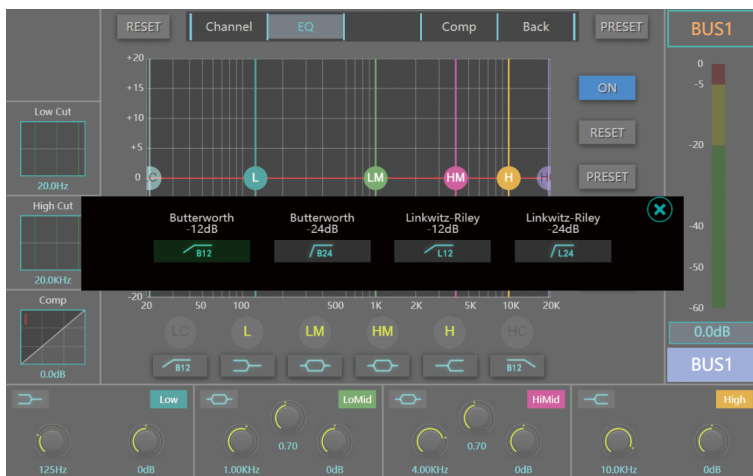 RESET
Channel
EQ
Comp
Back
PRESET
BUS1
+20
+15
+10
+5
0
-20
ON
RESET
PRESET
0
-5
-20
-40
-50
-60
Low Cut
20.0Hz
High Cut
20.0KHz
Comp
0.0dB
L
LM
HM
H
Butterworth
-12dB
B12
Butterworth
-24dB
B24
Linkwitz-Riley
-12dB
L12
Linkwitz-Riley
-24dB
L24
20 50 100 500 1K 2K 5K 10K 20K
LC L LM HM H HC
B12
B12
0.0dB
BUS1
Low
125Hz
0dB
LoMid
0.70
1.00KHz
0dB
HiMid
0.70
4.00KHz
0dB
High
10.0KHz
0dB